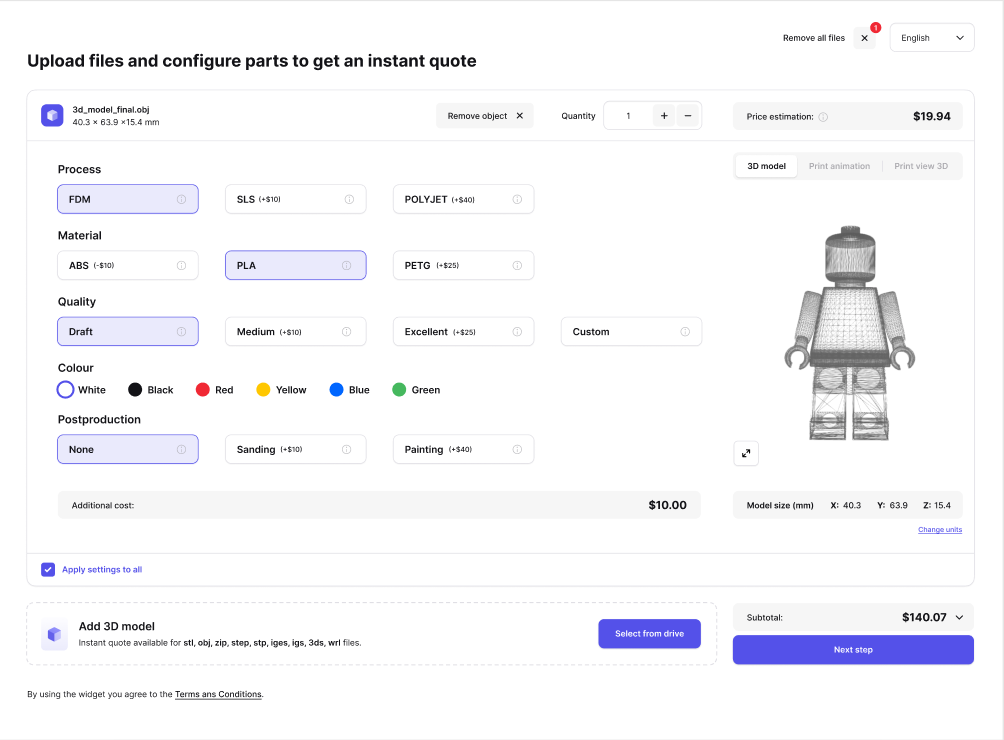 Remove all files
1
English
Upload files and configure parts to get an instant quote
3d_model_final.obj
40.3 × 63.9 ×15.4 mm
Remove object
Quantity
1
+
−
Price estimation:
$19.94
Process
FDM
SLS (+$10)
POLYJET (+$40)
Material
ABS (-$10)
PLA
PETG (+$25)
Quality
Draft
Medium (+$10)
Excellent (+$25)
Custom
Colour
White
Black
Red
Yellow
Blue
Green
Postproduction
None
Sanding (+$10)
Painting (+$40)
Additional cost:
$10.00
3D model
Print animation
Print view 3D
Model size (mm) X: 40.3 Y: 63.9 Z: 15.4
Change units
Apply settings to all
Add 3D model
Instant quote available for stl, obj, zip, step, stp, iges, igs, 3ds, wrl files.
Select from drive
Subtotal:
$140.07
Next step
By using the widget you agree to the Terms ans Conditions.